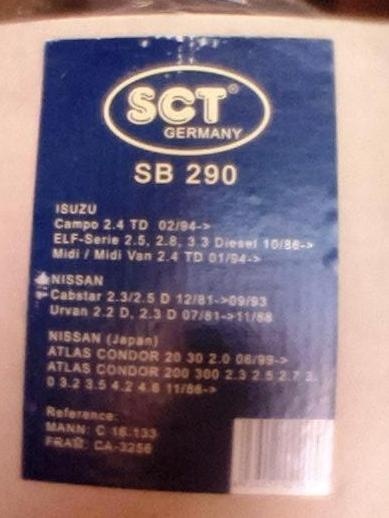 SCT®
GERMANY
SB 290
ISUZU
Campo 2.4 TD 02/94->
ELF-Serie 2.5, 2.8, 3.3 Diesel 10/86->
Midi / Midi Van 2.4 TD 01/94->
NISSAN
Cabstar 2.3/2.5 D 12/81->09/93
Urvan 2.2 D, 2.3 D 07/81->11/88
NISSAN (Japan)
ATLAS CONDOR 20 30 2.0 06/99->
ATLAS CONDOR 200 300 2.3 2.5 2.7 3.
0 3.2 3.5 4.2 4.6 11/86->
Reference:
MANN: C 16.133
FRAM: CA-3256